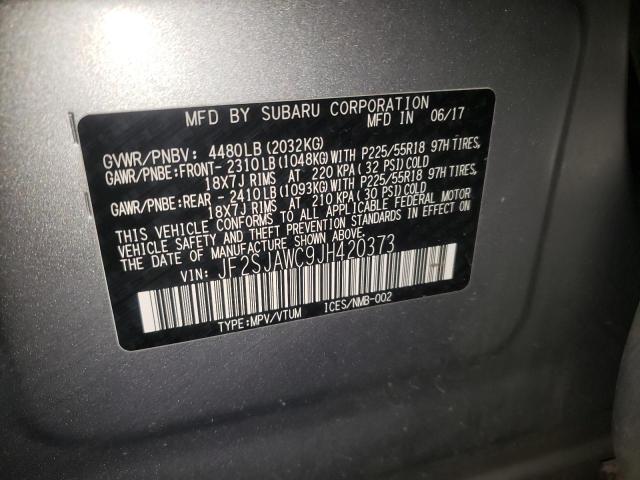 MFD BY SUBARU CORPORATION
MFD IN 06/17
GVWR/PNBV: 4480LB(2032KG)
GAWR/PNBE:FRONT- 2310LB(1048KG)WITH P225/55R18 97H TIRES,
18X7J RIMS AT 220 KPA(32 PSI)COLD
GAWR/PNBE:REAR - 2410LB(1093KG)WITH P225/55R18 97H TIRES,
18X7J RIMS AT 210 KPA(30 PSI)COLD
THIS VEHICLE CONFORMS TO ALL APPLICABLE FEDERAL MOTOR
VEHICLE SAFETY AND THEFT PREVENTION STANDARDS IN EFFECT ON
THE DATE OF MANUFACTURE SHOWN ABOVE.
VIN: JF2SJAWC9JH420373
TYPE:MPV/VTUM ICES/NMB-002